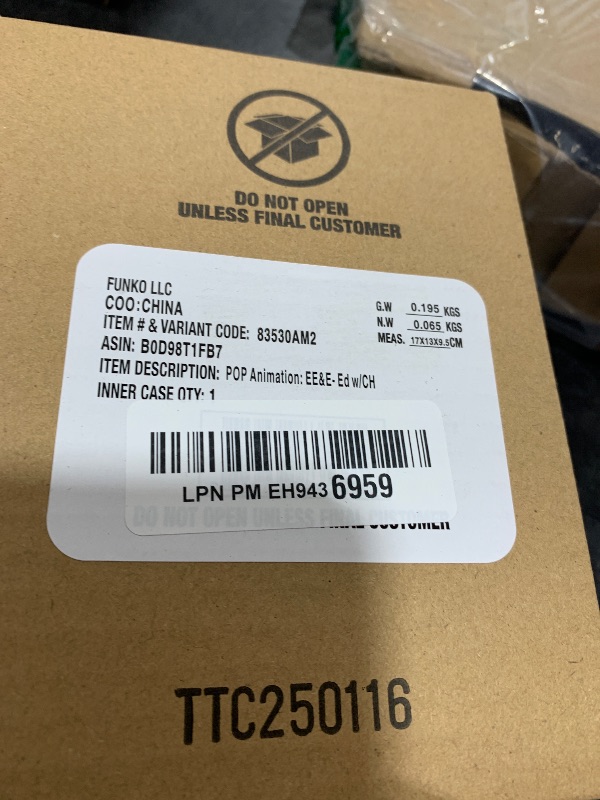 DO NOT OPEN
UNLESS FINAL CUSTOMER
FUNKO LLC
COO:CHINA
ITEM # & VARIANT CODE: 83530AM2
ASIN: B0D98T1FB7
ITEM DESCRIPTION: POP Animation: EE&E- Ed w/CH
INNER CASE QTY: 1
G.W 0.195 KGS
N.W 0.065 KGS
MEAS. 17X13X9.5CM
LPN PM EH943 6959
DO NOT OPEN UNLESS FINAL CUSTOMER
TTC250116